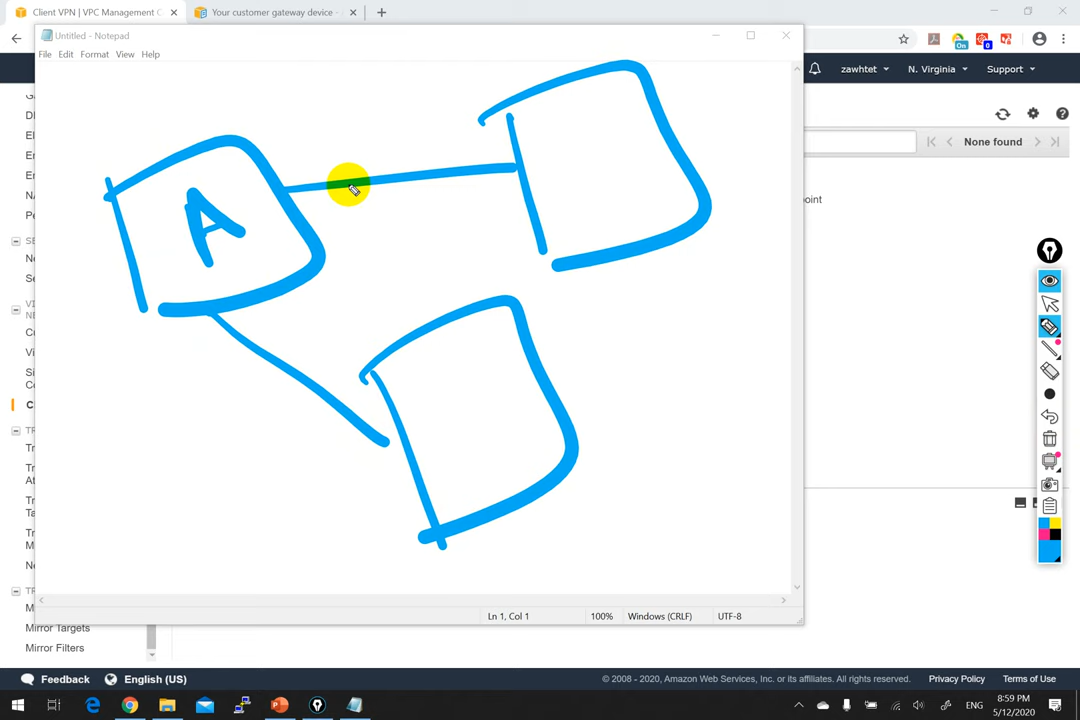 Client VPN | VPC Management C
Your customer gateway device -
Untitled - Notepad
File Edit Format View Help
zawhtet N. Virginia Support
None found
A
Ln 1, Col 1 100% Windows (CRLF) UTF-8
Mirror Targets
Mirror Filters
Feedback English (US) © 2008 - 2020, Amazon Web Services, Inc. or its affiliates. All rights reserved. Privacy Policy Terms of Use
On
0
ENG
8:59 PM
5/12/2020